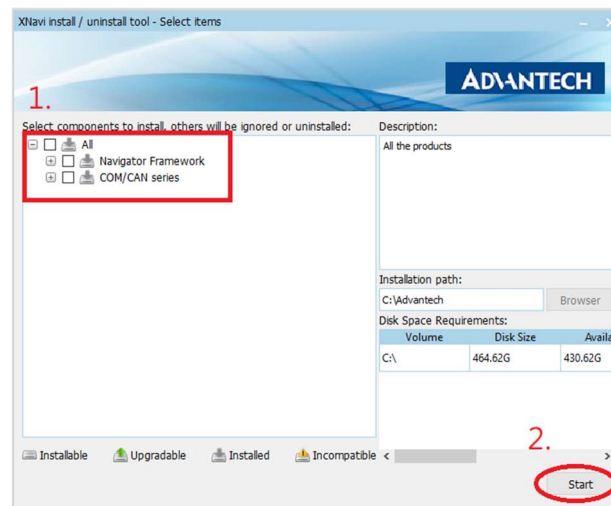 XNavi install / uninstall tool - Select items
ADVANTECH
1.
Select components to install, others will be ignored or uninstalled:
All
Navigator Framework
COM/CAN series
Description:
All the products
Installation path:
C:\Advantech
Browser
Disk Space Requirements:
Volume Disk Size Availa
C:\ 464.62G 430.62G
Installable Upgradable Installed Incompatible
2.
Start